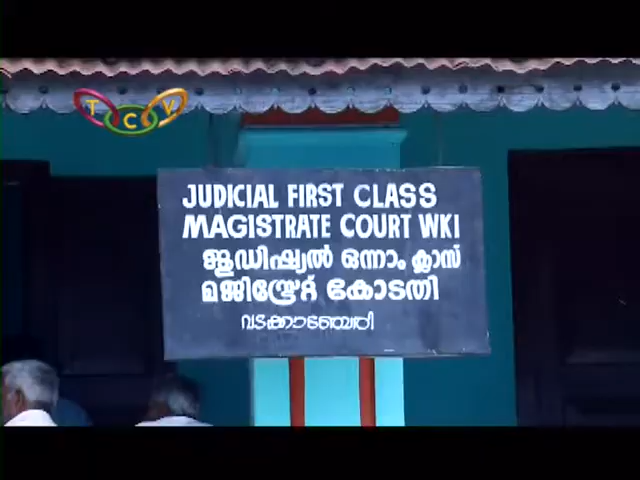 TCV
JUDICIAL FIRST CLASS
MAGISTRATE COURT WKI
ജുഡിഷ്യൽ ഒന്നാം ക്ലാസ്
മജിസ്ട്രേറ്റ് കോടതി
വടക്കാഞ്ചേരി